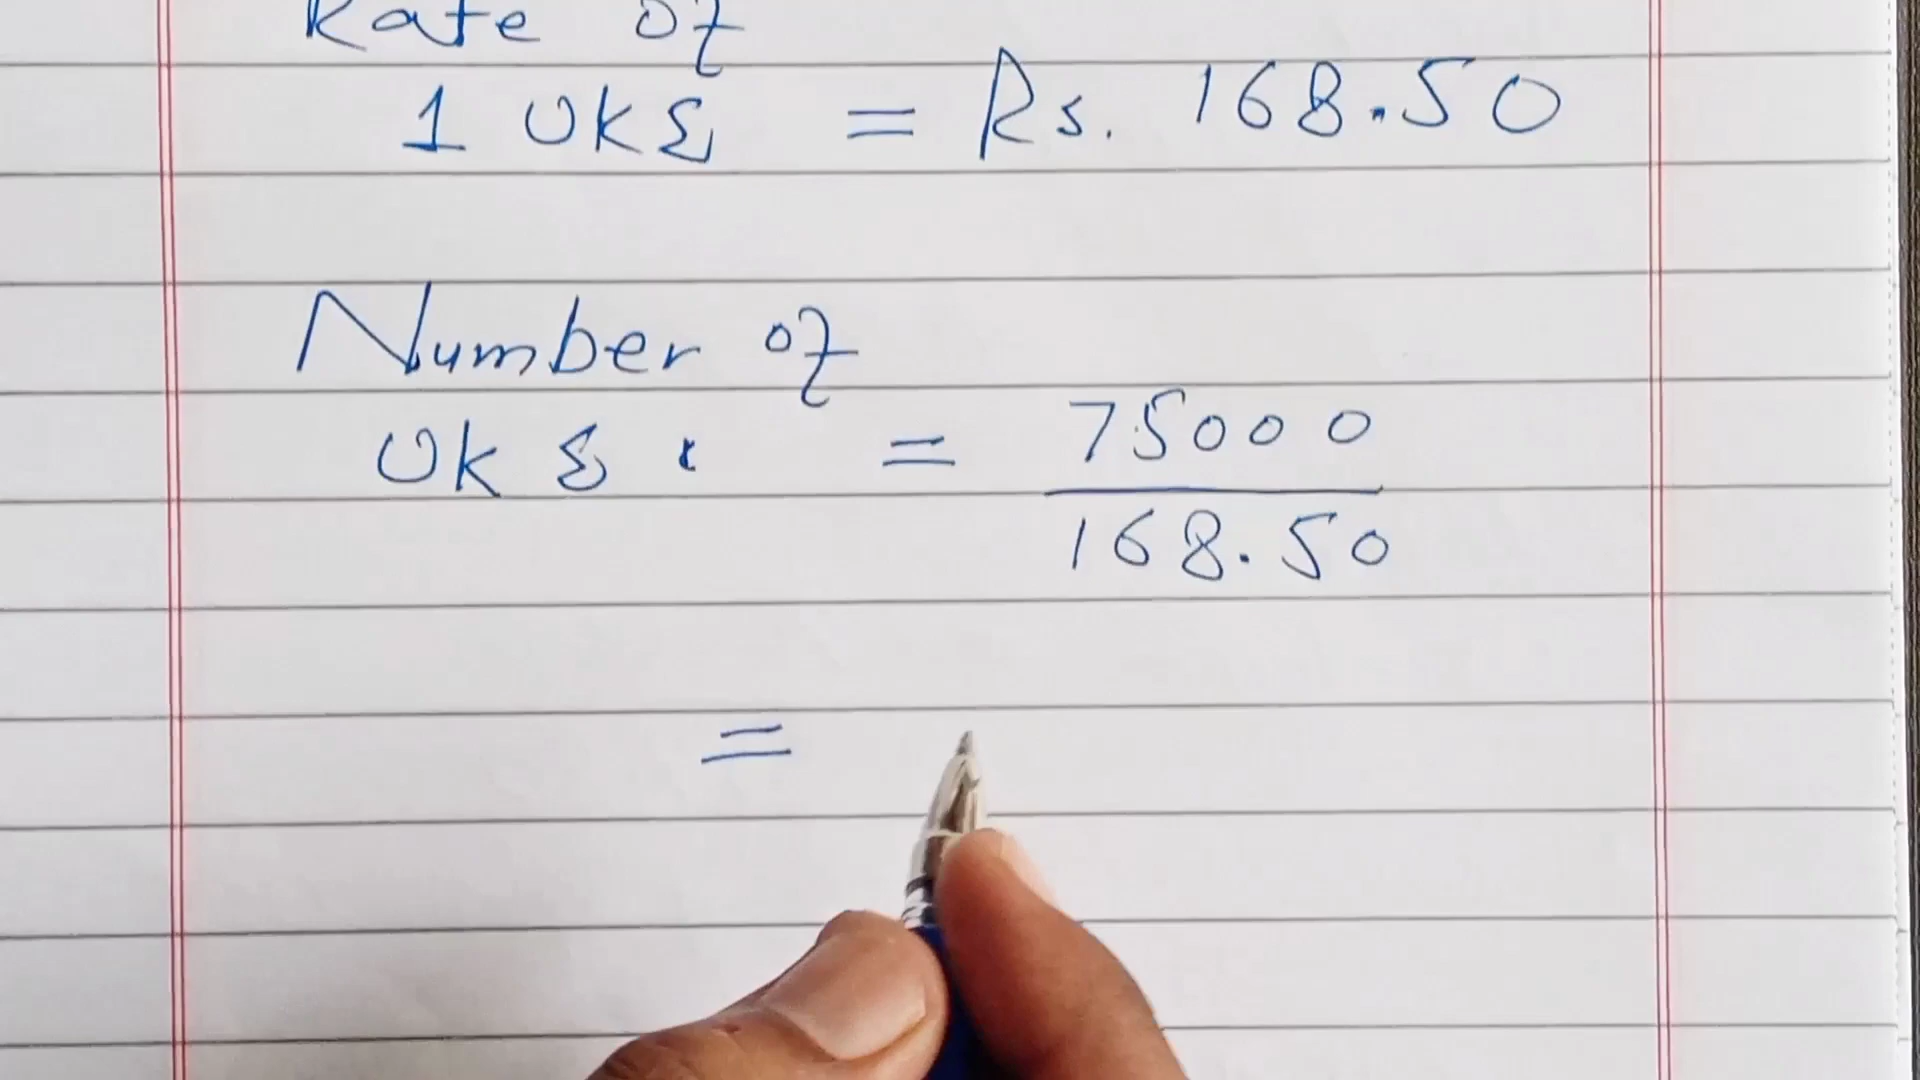 Rate of
1 UK£ = Rs. 168.50
Number of
UK £ . = 75000
168.50
=